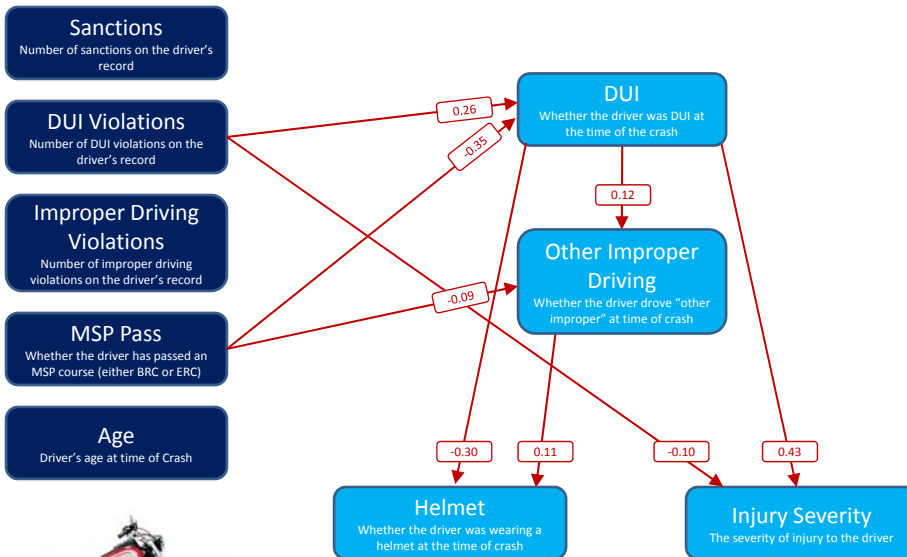 Sanctions
Number of sanctions on the driver's
record
DUI Violations
Number of DUI violations on the
driver's record
Improper Driving
Violations
Number of improper driving
violations on the driver's record
MSP Pass
Whether the driver has passed an
MSP course (either BRC or ERC)
Age
Driver's age at time of Crash
0.26
-0.35
DUI
Whether the driver was DUI at
the time of the crash
0.12
-0.09
Other Improper
Driving
Whether the driver drove “other
improper” at time of crash
-0.30
0.11
-0.10
0.43
Helmet
Whether the driver was wearing a
helmet at the time of crash
Injury Severity
The severity of injury to the driver